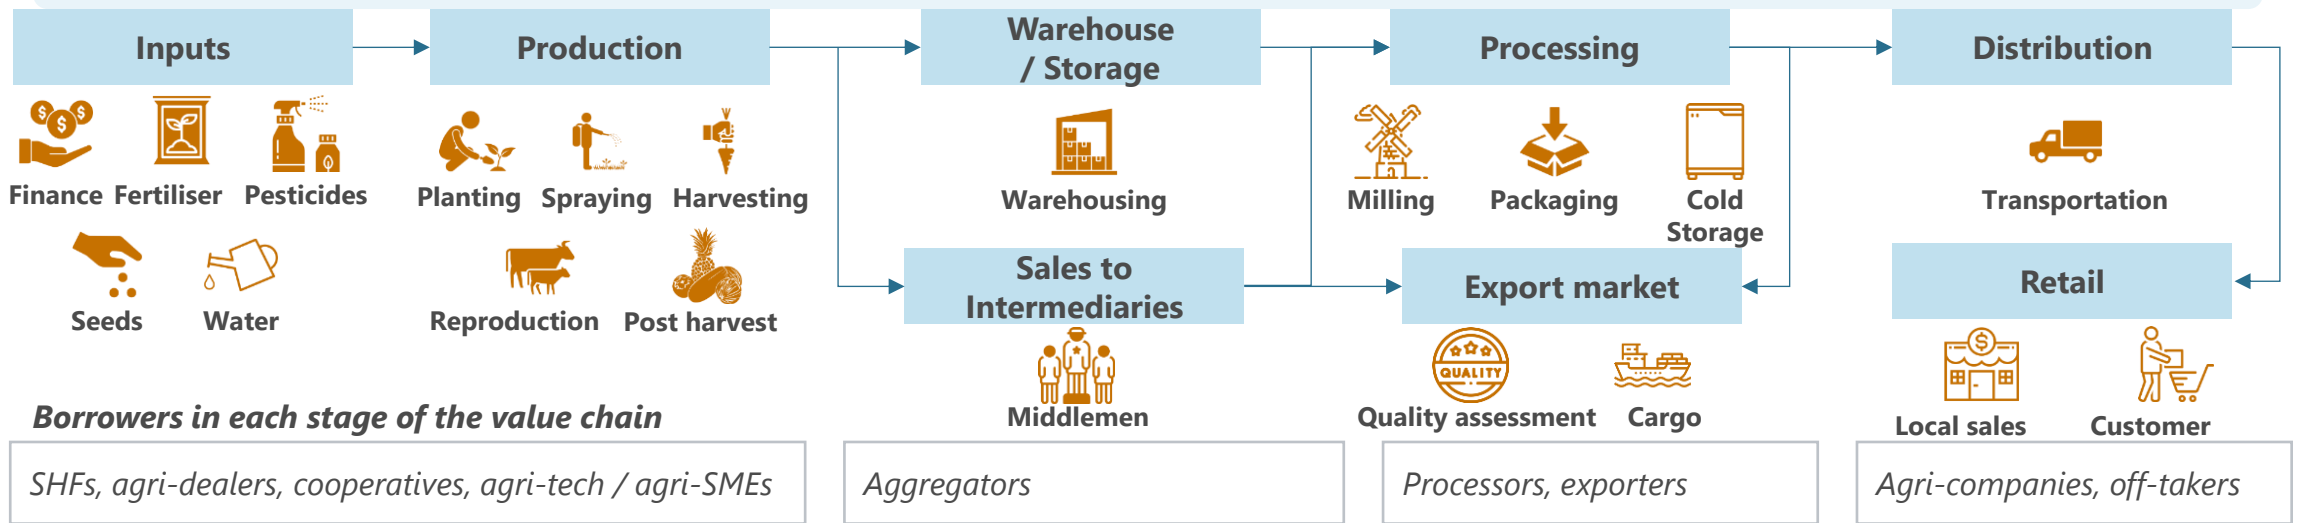 Inputs
Production
Warehouse
/ Storage
Processing
Distribution
Finance
Fertiliser
Pesticides
Seeds
Water
Planting
Spraying
Harvesting
Reproduction
Post harvest
Warehousing
Sales to
Intermediaries
Middlemen
Milling
Packaging
Cold
Storage
Export market
QUALITY
Quality assessment
Cargo
Transportation
Retail
Local sales
Customer
Borrowers in each stage of the value chain
SHFs, agri-dealers, cooperatives, agri-tech / agri-SMEs
Aggregators
Processors, exporters
Agri-companies, off-takers